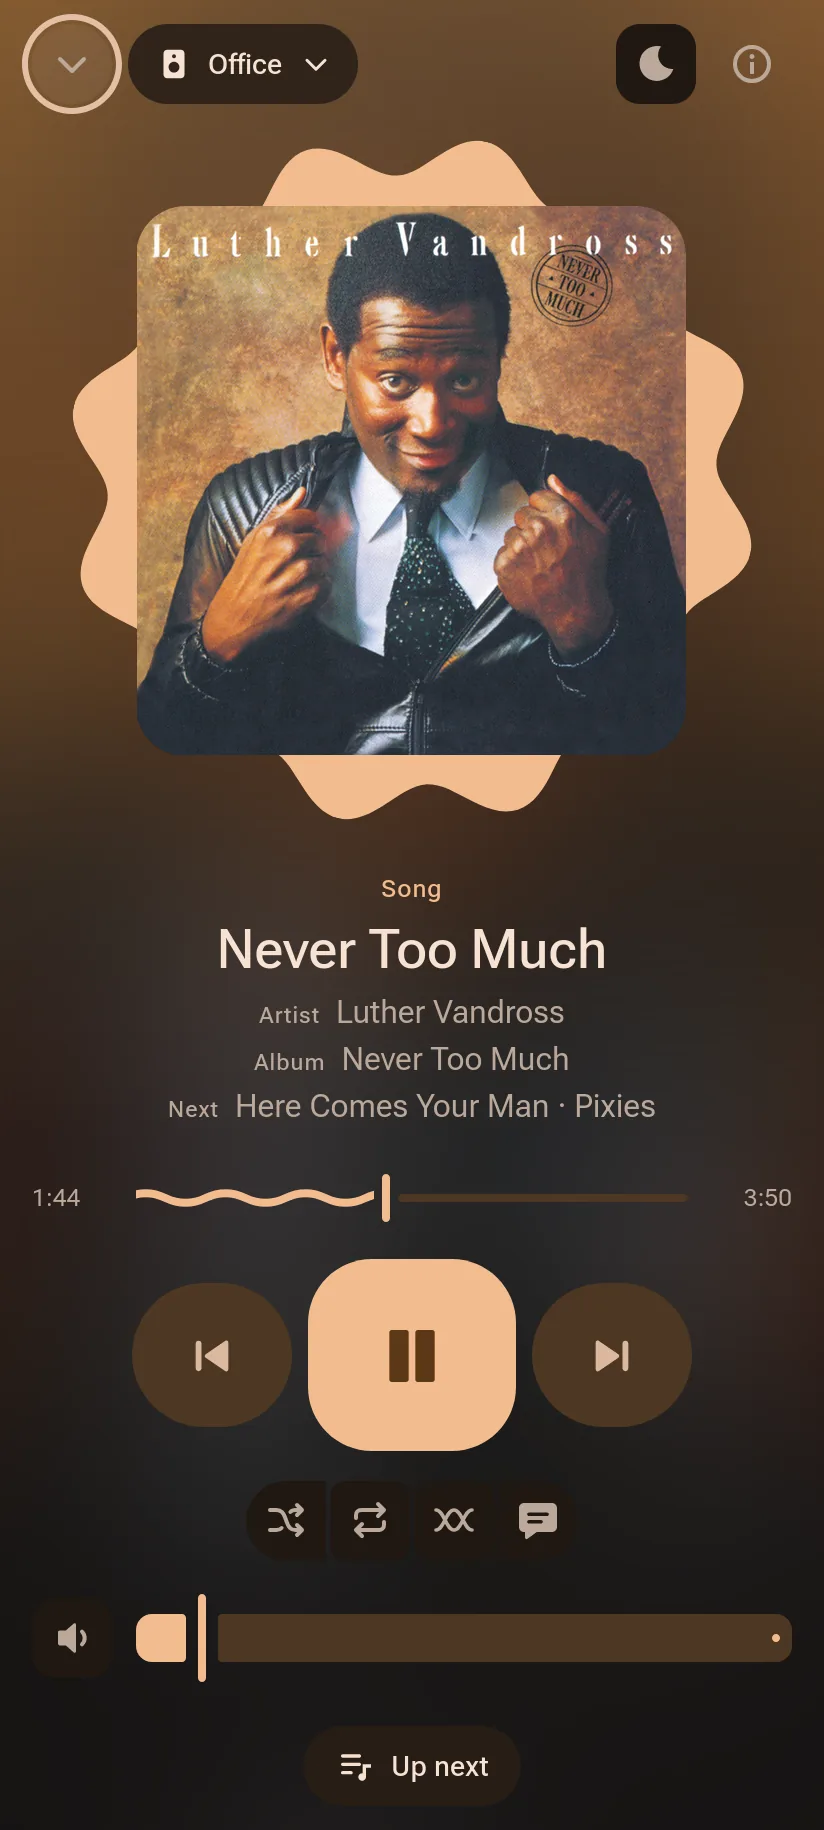 Office
Luther Vandross
NEVER
TOO
MUCH
Song
Never Too Much
Artist Luther Vandross
Album Never Too Much
Next Here Comes Your Man · Pixies
1:44 3:50
Up next